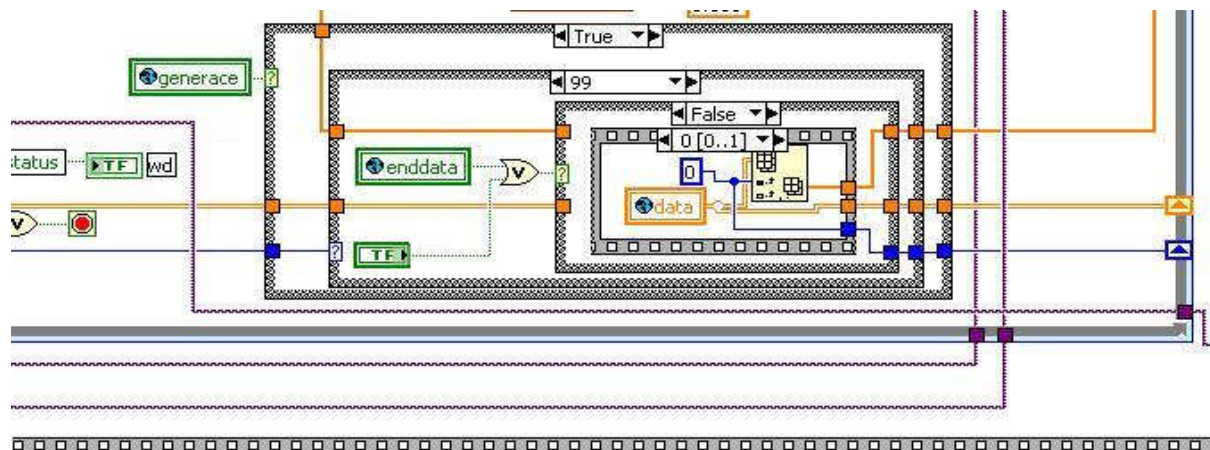 True
generace
99
False
0 [0..1]
status
TF
wd
enddata
V
0
data
V
TF